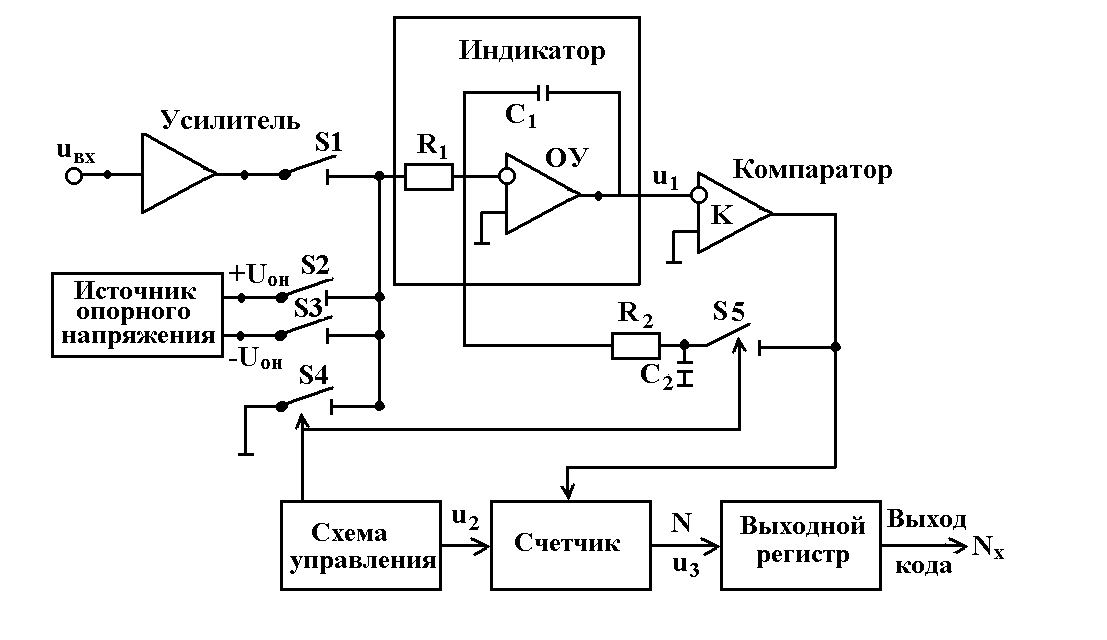 Индикатор
Усилитель
C1
S1
R1
ОУ
uвх
u1
Компаратор
K
+Uон
S2
Источник
опорного
напряжения
S3
-Uон
R2
S5
C2
S4
Схема
управления
u2
Счетчик
N
u3
Выходной
регистр
Выход
кода
Nx